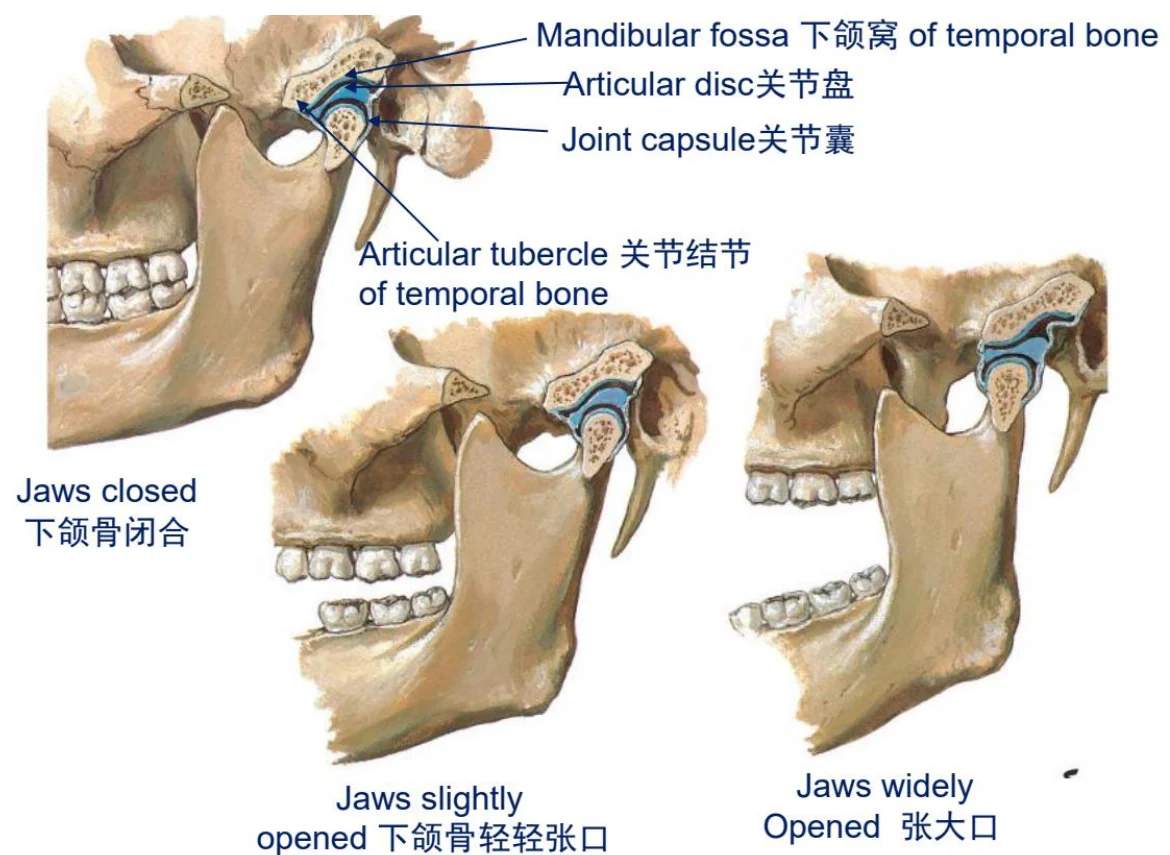 Mandibular fossa 下颌窝 of temporal bone
Articular disc关节盘
Joint capsule关节囊
Articular tubercle 关节结节
of temporal bone
Jaws closed
下颌骨闭合
Jaws slightly
opened 下颌骨轻轻张口
Jaws widely
Opened 张大口